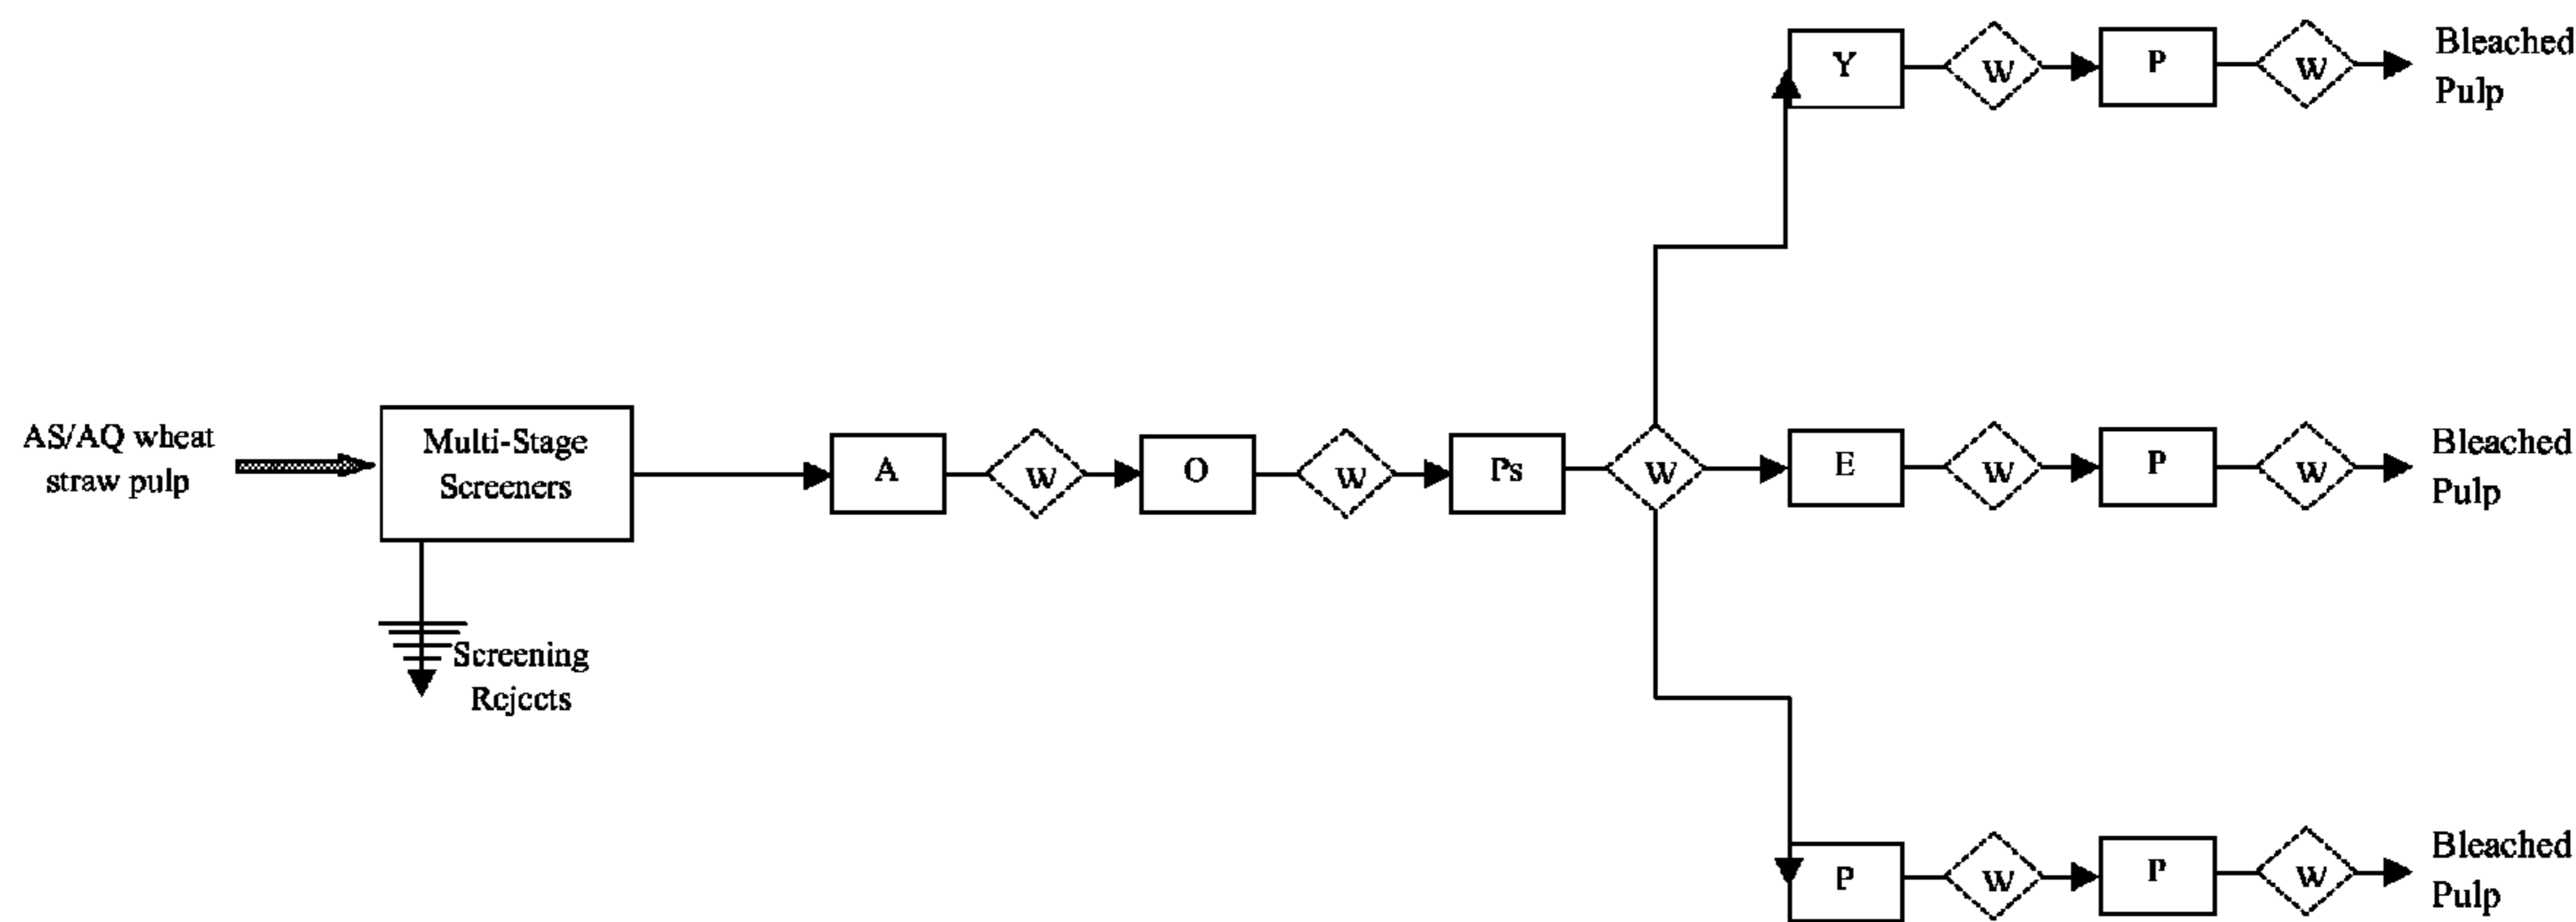 Y
W
P
W
Bleached
Pulp
AS/AQ wheat
straw pulp
Multi-Stage
Screeners
A
W
O
W
Ps
W
E
W
P
W
Bleached
Pulp
Screening
Rejects
P
W
P
W
Bleached
Pulp